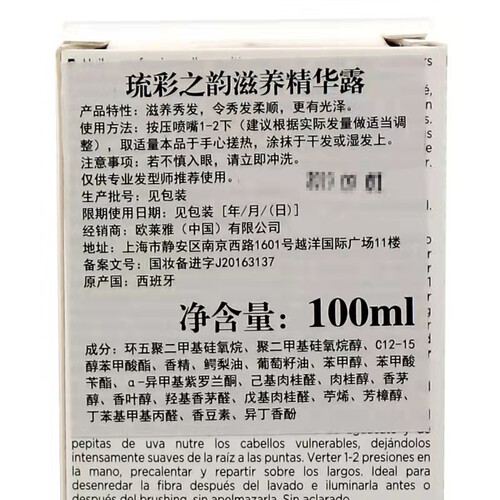 琉彩之韵滋养精华露
产品特性：滋养秀发，令秀发柔顺，更有光泽。
使用方法：按压喷嘴1-2下（建议根据实际发量做适当调
整），取适量本品于手心搓热，涂抹于干发或湿发上。
注意事项：若不慎入眼，请立即冲洗。
仅供专业发型师推荐使用。
生产批号：见包装
限期使用日期：见包装［年/月/(日)］
经销商：欧莱雅（中国）有限公司
地址：上海市静安区南京西路1601号越洋国际广场11楼
备案文号：国妆备进字J20163137
原产国：西班牙
净含量：100ml
成分：环五聚二甲基硅氧烷、聚二甲基硅氧烷醇、C12-15
醇苯甲酸酯、香精、鳄梨油、葡萄籽油、苯甲醇、苯甲酸
苄酯、α-异甲基紫罗兰酮、己基肉桂醛、肉桂醇、香茅
醇、香叶醇、羟基香茅醛、戊基肉桂醛、苧烯、芳樟醇、
丁苯基甲基丙醛、香豆素、异丁香酚
pepitas de uva nutre los cabellos vulnerables, dejándolos
intensamente suaves de la raíz a las puntas. Verter 1-2 presiones en
la mano, precalentar y repartir sobre los largos. Ideal para
desenredar la fibra después del lavado e iluminarla antes o
después del brushing, sin apelmazarla. Sin aclarado.